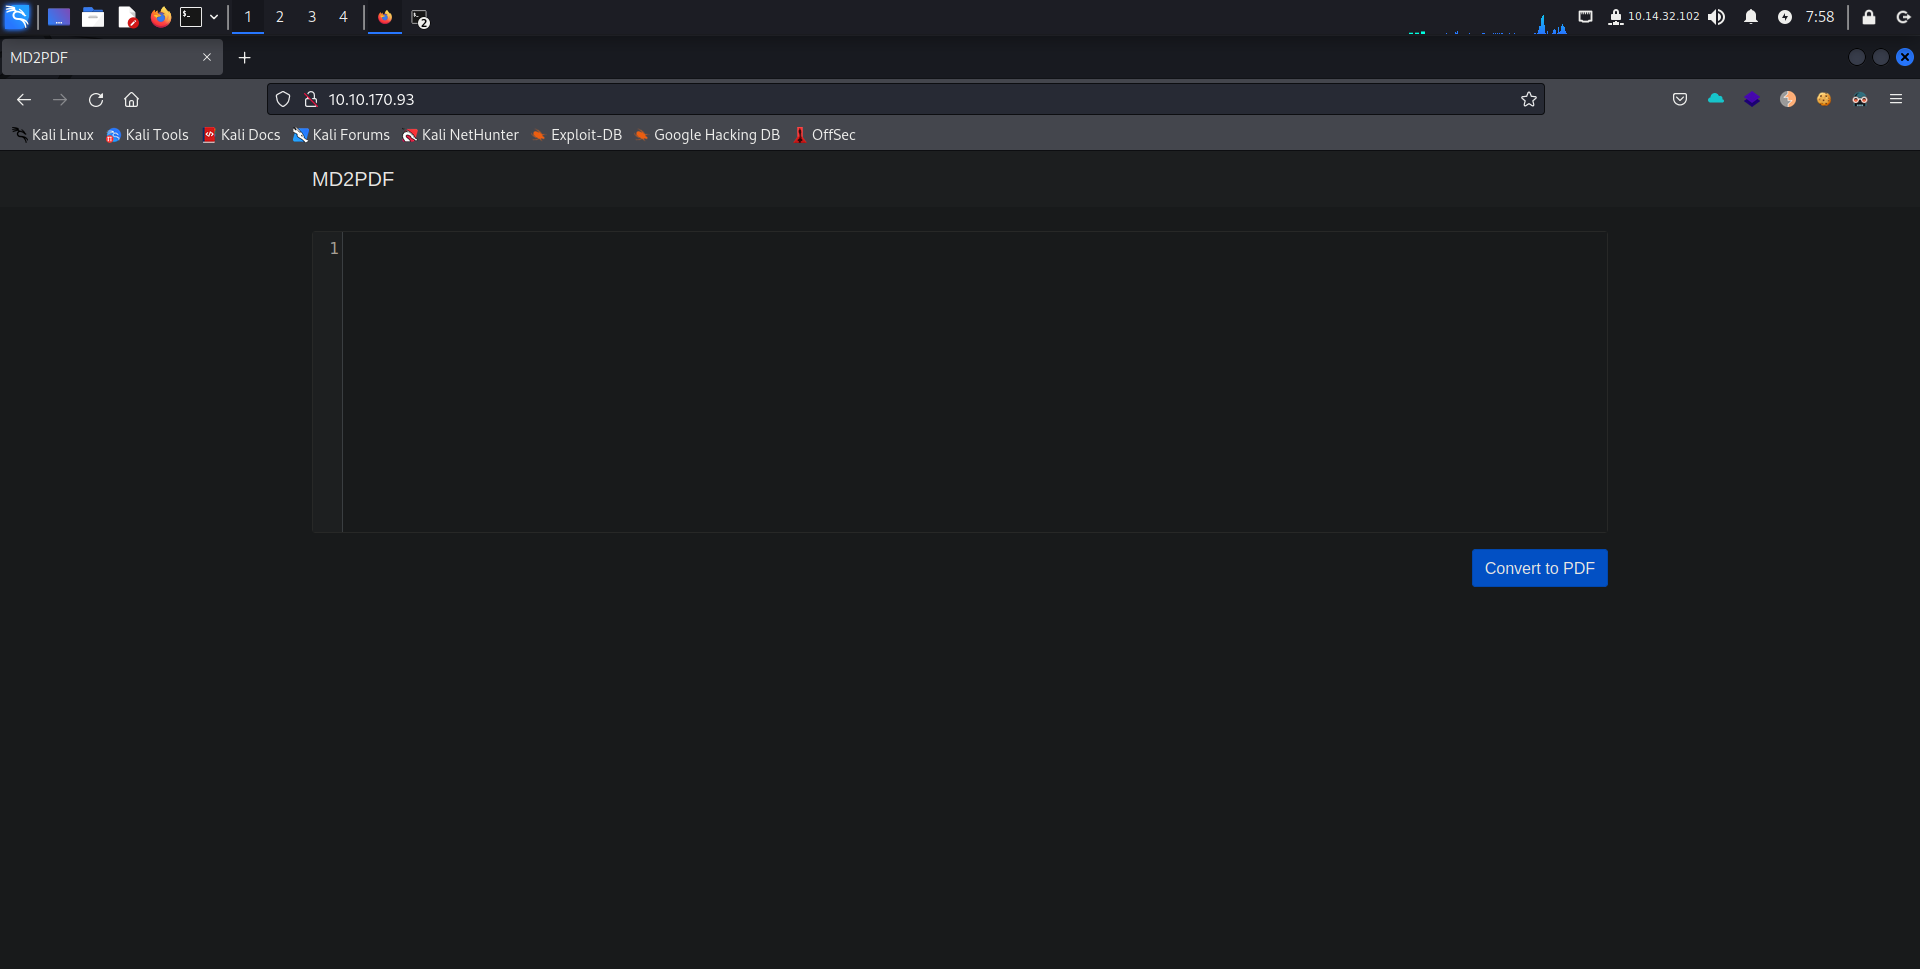 1 2 3 4 2 10.14.32.102 7:58
MD2PDF
10.10.170.93
Kali Linux Kali Tools Kali Docs Kali Forums Kali NetHunter Exploit-DB Google Hacking DB OffSec
MD2PDF
1
Convert to PDF